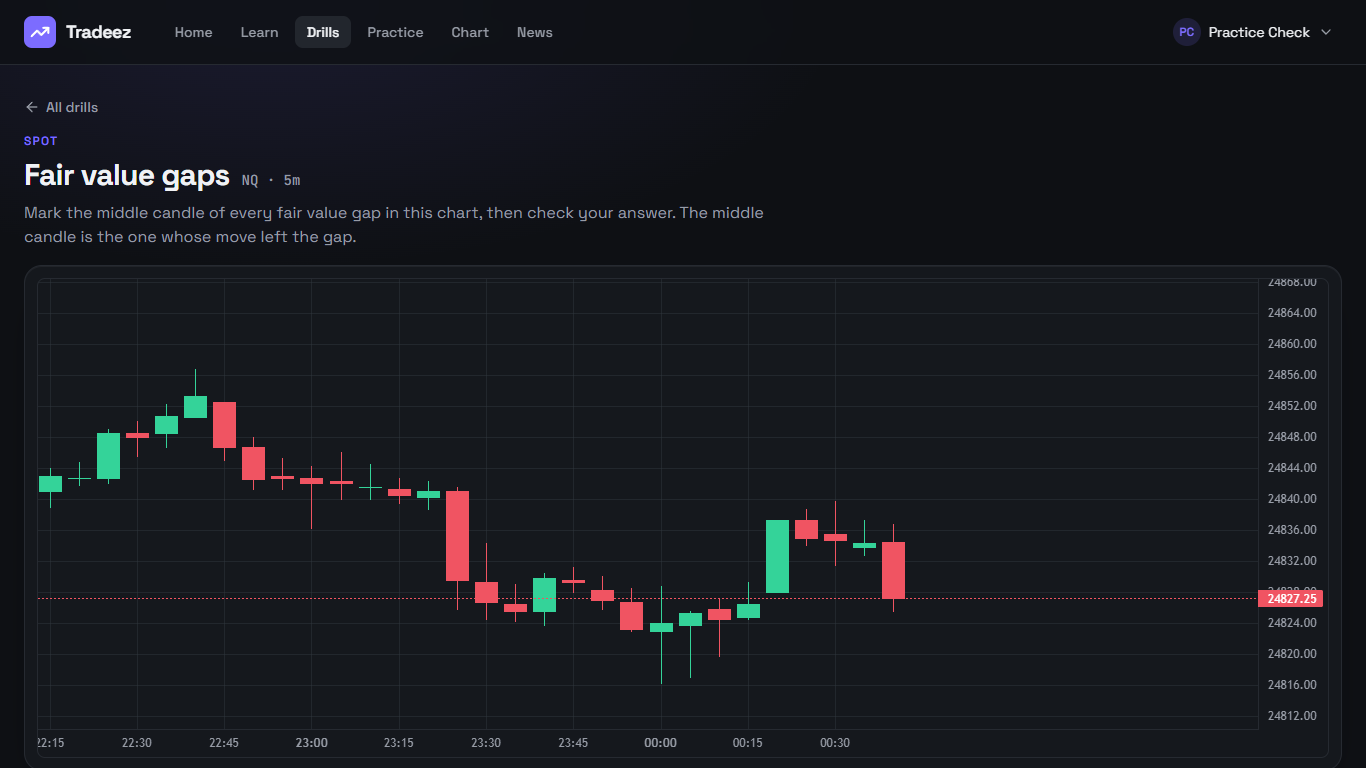 Tradeez
Home
Learn
Drills
Practice
Chart
News
PC
Practice Check
All drills
SPOT
Fair value gaps NQ · 5m
Mark the middle candle of every fair value gap in this chart, then check your answer. The middle
candle is the one whose move left the gap.
24868.00
24864.00
24860.00
24856.00
24852.00
24848.00
24844.00
24840.00
24836.00
24832.00
24827.25
24824.00
24820.00
24816.00
24812.00
22:15
22:30
22:45
23:00
23:15
23:30
23:45
00:00
00:15
00:30